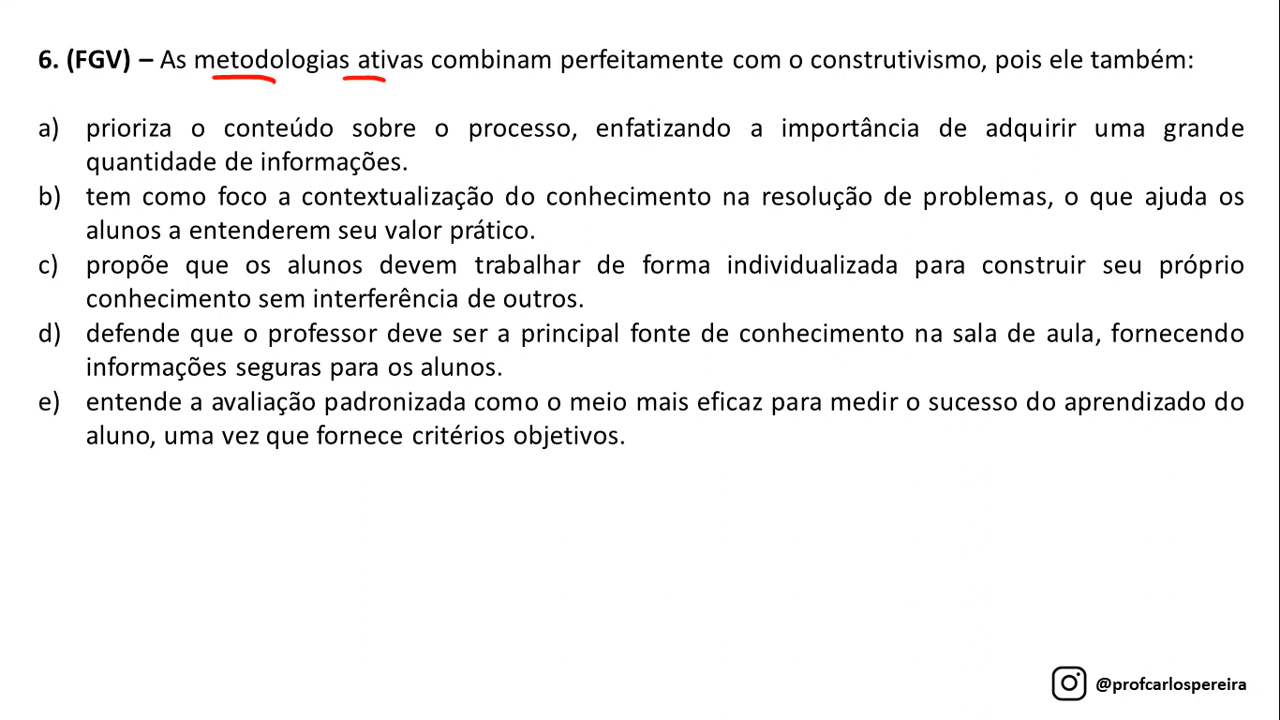 6. (FGV) – As metodologias ativas combinam perfeitamente com o construtivismo, pois ele também:
a) prioriza o conteúdo sobre o processo, enfatizando a importância de adquirir uma grande
quantidade de informações.
b) tem como foco a contextualização do conhecimento na resolução de problemas, o que ajuda os
alunos a entenderem seu valor prático.
c) propõe que os alunos devem trabalhar de forma individualizada para construir seu próprio
conhecimento sem interferência de outros.
d) defende que o professor deve ser a principal fonte de conhecimento na sala de aula, fornecendo
informações seguras para os alunos.
e) entende a avaliação padronizada como o meio mais eficaz para medir o sucesso do aprendizado do
aluno, uma vez que fornece critérios objetivos.
@profcarlospereira